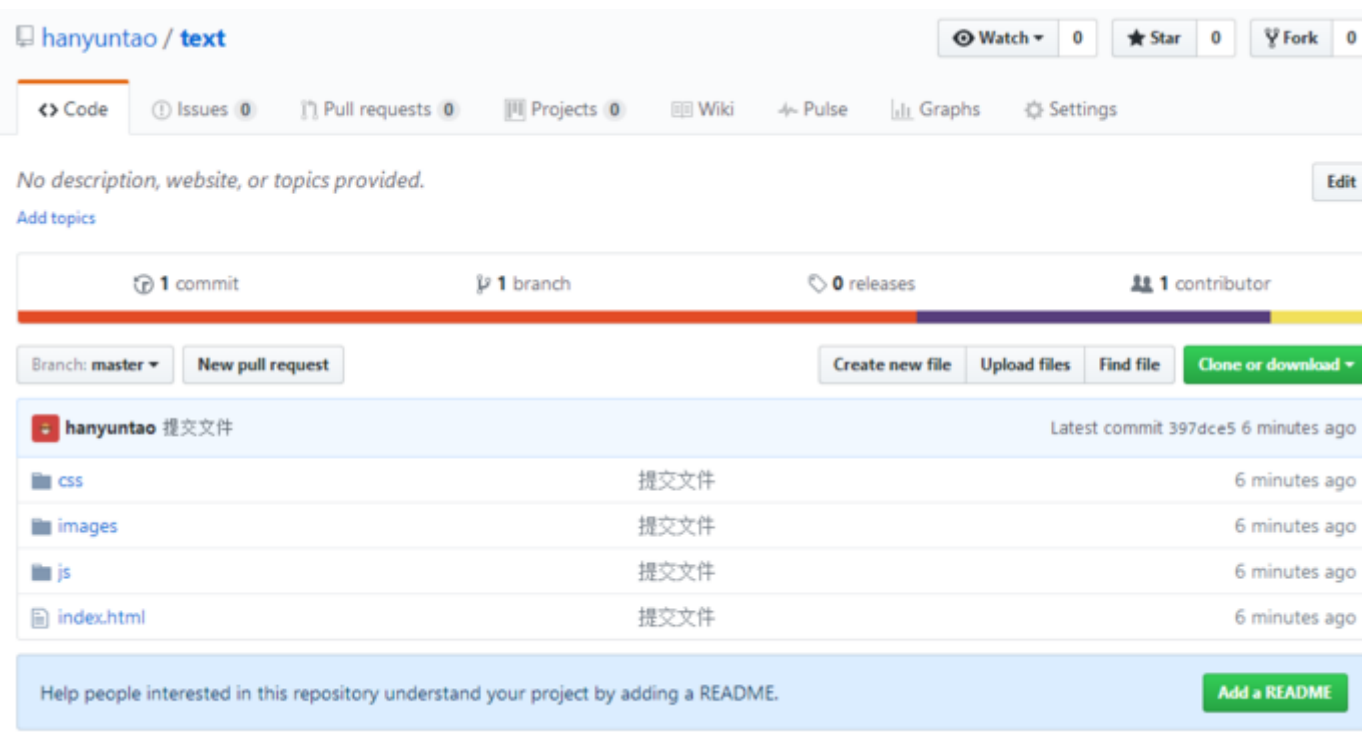 hanyuntao / text Watch 0 Star 0 Fork 0
Code Issues 0 Pull requests 0 Projects 0 Wiki Pulse Graphs Settings
No description, website, or topics provided. Edit
Add topics
1 commit 1 branch 0 releases 1 contributor
Branch: master New pull request Create new file Upload files Find file Clone or download
hanyuntao 提交文件 Latest commit 397dce5 6 minutes ago
css 提交文件 6 minutes ago
images 提交文件 6 minutes ago
js 提交文件 6 minutes ago
index.html 提交文件 6 minutes ago
Help people interested in this repository understand your project by adding a README. Add a README